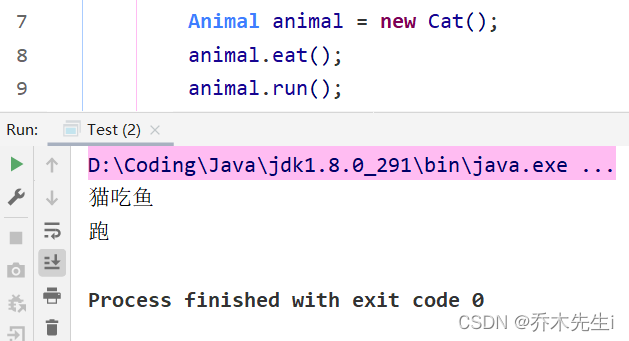 7 Animal animal = new Cat();
8 animal.eat();
9 animal.run();
Run: Test (2) ×
D:\Coding\Java\jdk1.8.0_291\bin\java.exe ...
猫吃鱼
跑
Process finished with exit code 0
CSDN @乔木先生i